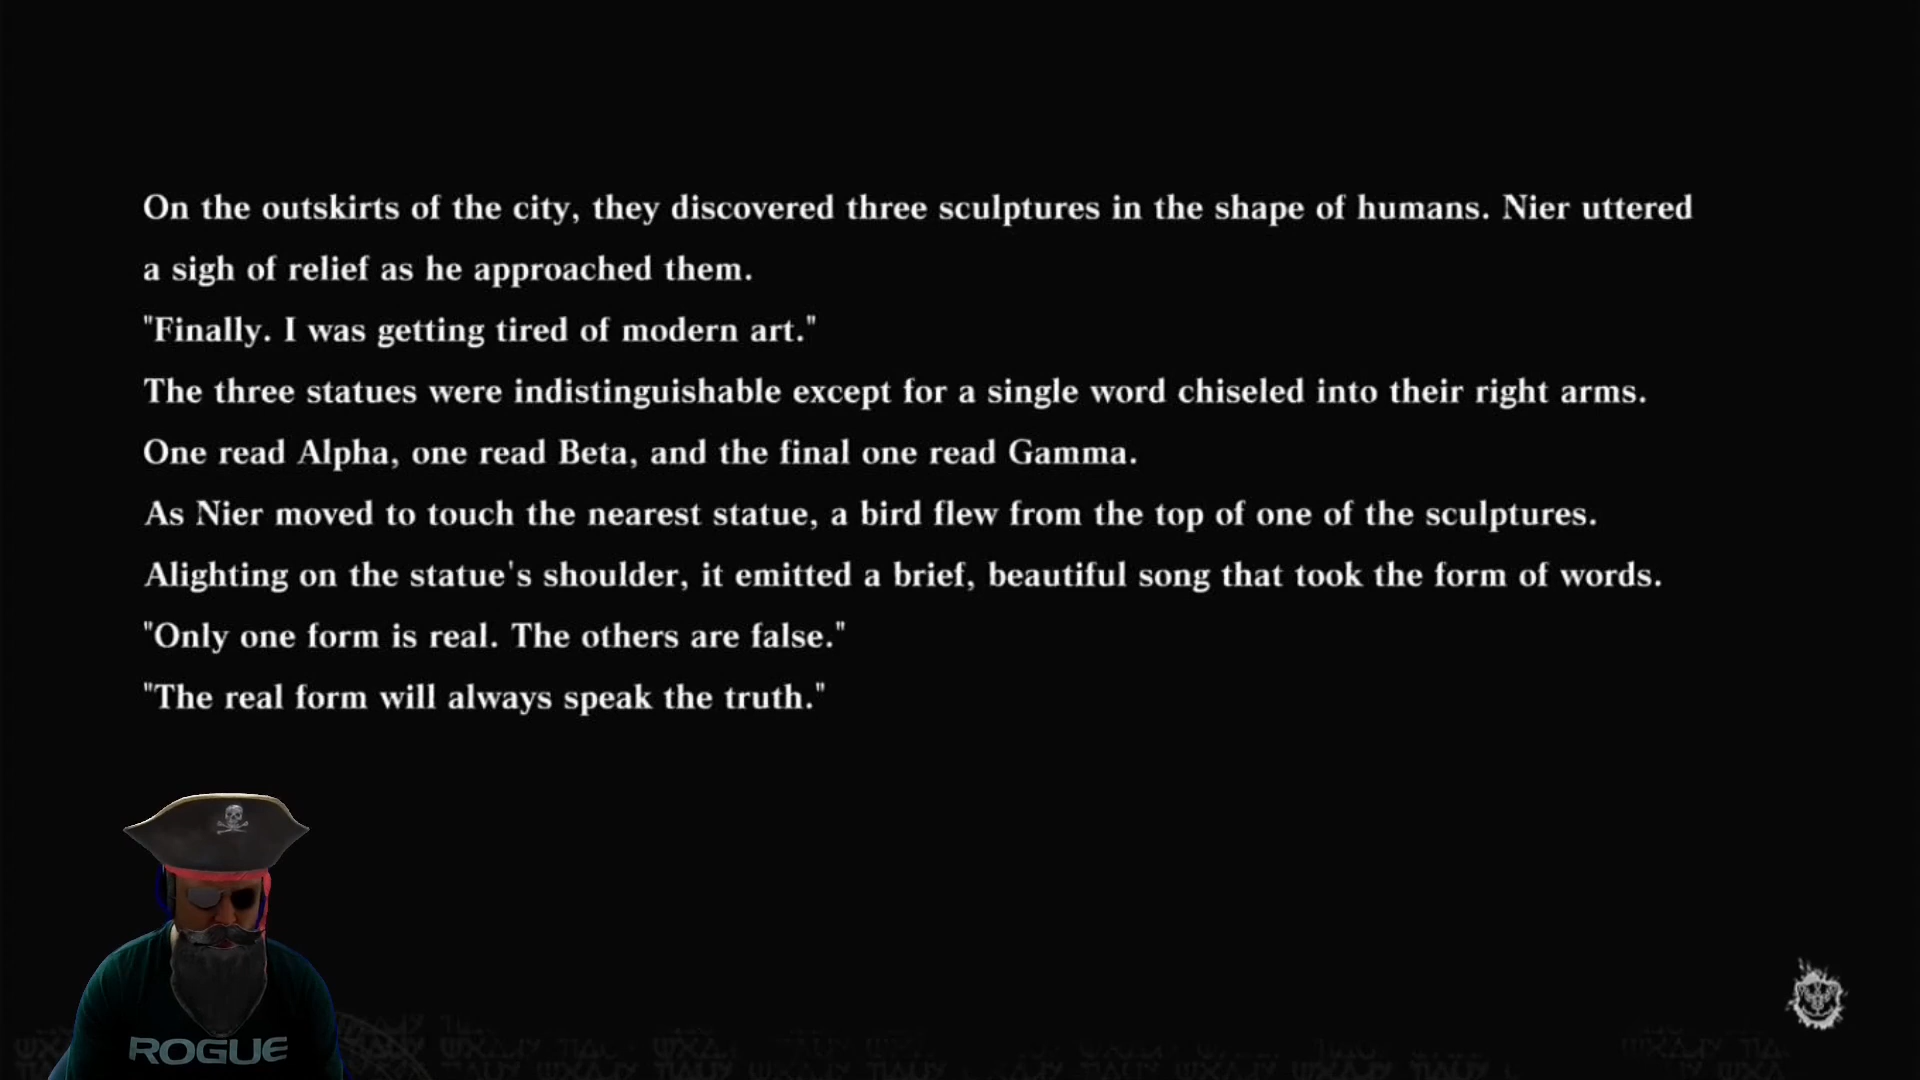 On the outskirts of the city, they discovered three sculptures in the shape of humans. Nier uttered
a sigh of relief as he approached them.
"Finally. I was getting tired of modern art."
The three statues were indistinguishable except for a single word chiseled into their right arms.
One read Alpha, one read Beta, and the final one read Gamma.
As Nier moved to touch the nearest statue, a bird flew from the top of one of the sculptures.
Alighting on the statue's shoulder, it emitted a brief, beautiful song that took the form of words.
"Only one form is real. The others are false."
"The real form will always speak the truth."
ROGUE